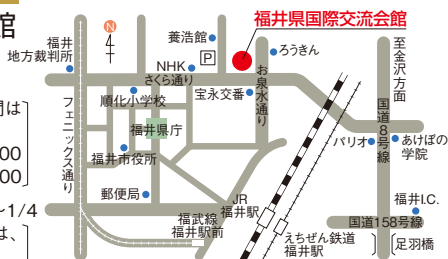 館
間は
00
00
~1/4
は、
福井県国際交流会館
福井
地方裁判所
N
養浩館
P
NHK
さくら通り
ろうきん
至金沢方面
順化小学校
宝永交番
お泉水通り
フェニックス通り
福井県庁
福井市役所
国道8号線
パリオ
あけぼの
学院
郵便局
JR
福井駅
福武線
福井駅前
福井I.C.
国道158号線
えちぜん鉄道
福井駅
足羽橋